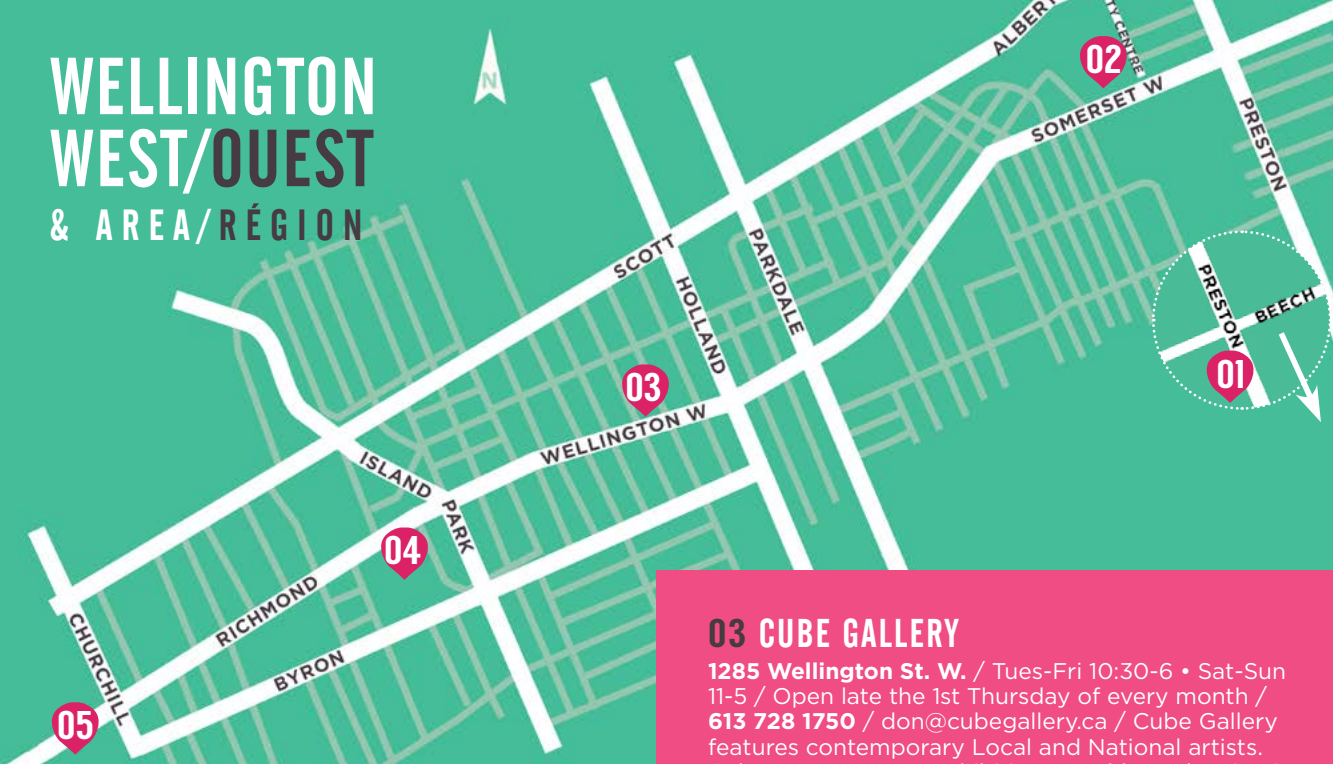 WELLINGTON
WEST/OUEST
& AREA/RÉGION
N
ALBERT
02
SOMERSET W
PRESTON
SCOTT
HOLLAND
PARKDALE
PRESTON
BEECH
01
03
WELLINGTON W
ISLAND
PARK
04
RICHMOND
BYRON
CHURCHILL
05
03 CUBE GALLERY
1285 Wellington St. W. / Tues-Fri 10:30-6 • Sat-Sun
11-5 / Open late the 1st Thursday of every month /
613 728 1750 / don@cubegallery.ca / Cube Gallery
features contemporary Local and National artists.